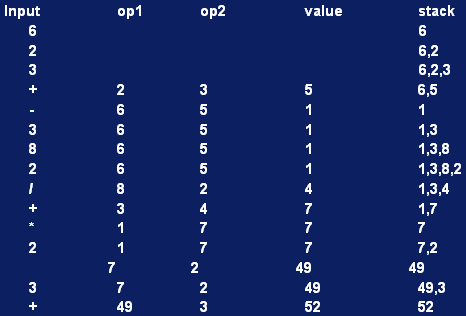 Input op1 op2 value stack
6 6
2 6,2
3 6,2,3
+ 2 3 5 6,5
- 6 5 1 1
3 6 5 1 1,3
8 6 5 1 1,3,8
2 6 5 1 1,3,8,2
/ 8 2 4 1,3,4
+ 3 4 7 1,7
* 1 7 7 7
2 1 7 7 7,2
7 2 49 49
3 7 2 49 49,3
+ 49 3 52 52